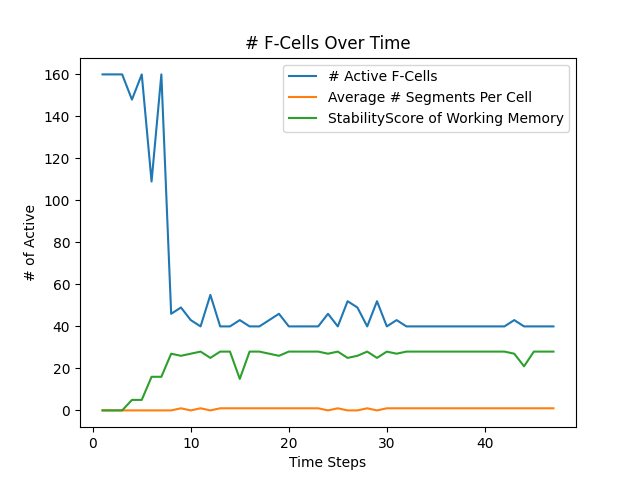 # F-Cells Over Time
# Active F-Cells
Average # Segments Per Cell
StabilityScore of Working Memory
# of Active
160
140
120
100
80
60
40
20
0
0 10 20 30 40
Time Steps